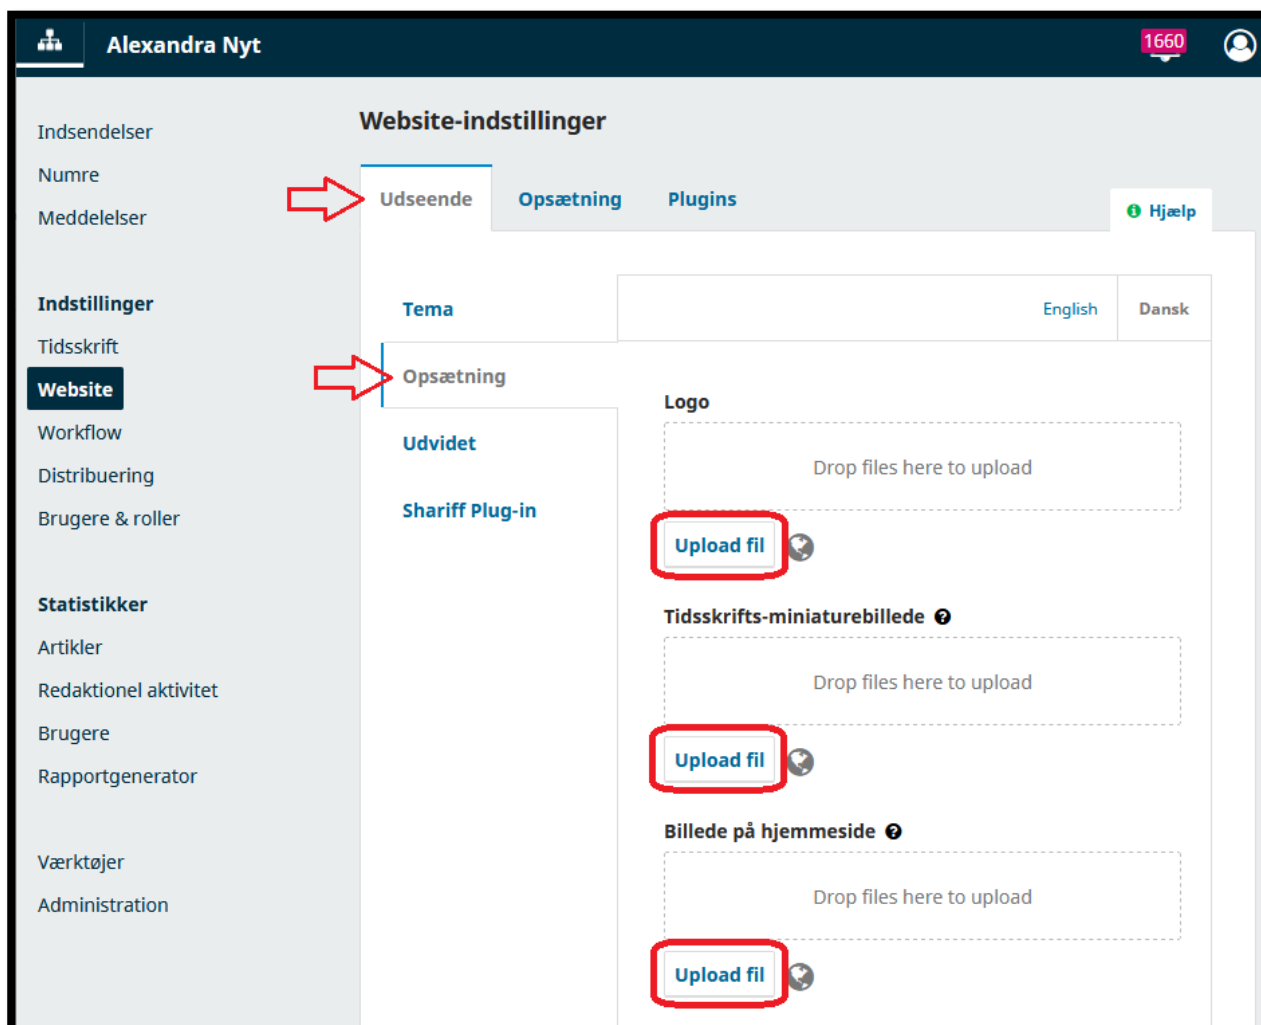 Alexandra Nyt
1660
Indsendelser
Numre
Meddelelser
Indstillinger
Tidsskrift
Website
Workflow
Distribuering
Brugere & roller
Statistikker
Artikler
Redaktionel aktivitet
Brugere
Rapportgenerator
Værktøjer
Administration
Website-indstillinger
Udseende
Opsætning
Plugins
Hjælp
Tema
Opsætning
Udvidet
Shariff Plug-in
English
Dansk
Logo
Drop files here to upload
Upload fil
Tidsskrifts-miniaturebillede
Drop files here to upload
Upload fil
Billede på hjemmeside
Drop files here to upload
Upload fil